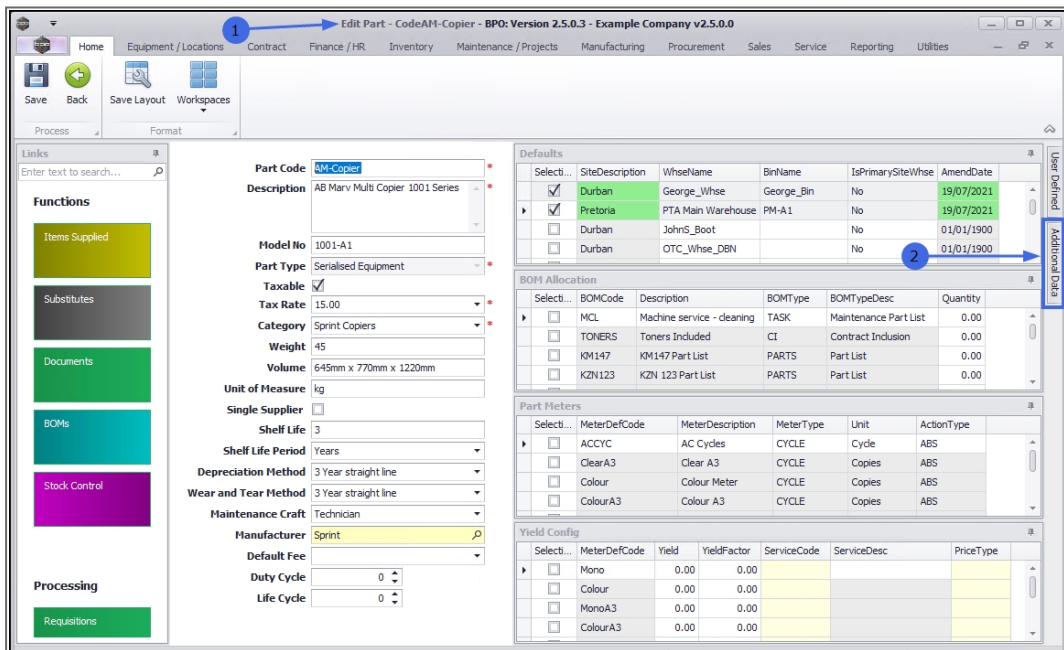 Edit Part - CodeAM-Copier - BPO: Version 2.5.0.3 - Example Company v2.5.0.0
1
Home Equipment / Locations Contract Finance / HR Inventory Maintenance / Projects Manufacturing Procurement Sales Service Reporting Utilities
Save Back Save Layout Workspaces
Process Format
Links
Enter text to search...
Functions
Items Supplied
Substitutes
Documents
BOMs
Stock Control
Processing
Requisitions
Part Code AM-Copier *
Description AB Marv Multi Copier 1001 Series *
Model No 1001-A1
Part Type Serialised Equipment *
Taxable
Tax Rate 15.00 *
Category Sprint Copiers *
Weight 45
Volume 645mm x 770mm x 1220mm
Unit of Measure kg
Single Supplier
Shelf Life 3
Shelf Life Period Years
Depreciation Method 3 Year straight line
Wear and Tear Method 3 Year straight line
Maintenance Craft Technician
Manufacturer Sprint
Default Fee
Duty Cycle 0
Life Cycle 0
Defaults
Selecti... SiteDescription WhseName BinName IsPrimarySiteWhse AmendDate
Durban George_Whse George_Bin No 19/07/2021
Pretoria PTA Main Warehouse PM-A1 No 19/07/2021
Durban JohnS_Boot No 01/01/1900
Durban OTC_Whse_DBN No 01/01/1900
BOM Allocation
Selecti... BOMCode Description BOMType BOMTypeDesc Quantity
MCL Machine service - cleaning TASK Maintenance Part List 0.00
TONERS Toners Included CI Contract Inclusion 0.00
KM147 KM147 Part List PARTS Part List 0.00
KZN123 KZN 123 Part List PARTS Part List 0.00
Part Meters
Selecti... MeterDefCode MeterDescription MeterType Unit ActionType
ACCYC AC Cycles CYCLE Cycle ABS
ClearA3 Clear A3 CYCLE Copies ABS
Colour Colour Meter CYCLE Copies ABS
ColourA3 Colour A3 CYCLE Copies ABS
Yield Config
Selecti... MeterDefCode Yield YieldFactor ServiceCode ServiceDesc PriceType
Mono 0.00 0.00
Colour 0.00 0.00
MonoA3 0.00 0.00
ColourA3 0.00 0.00
User Defined
Additional Data
2